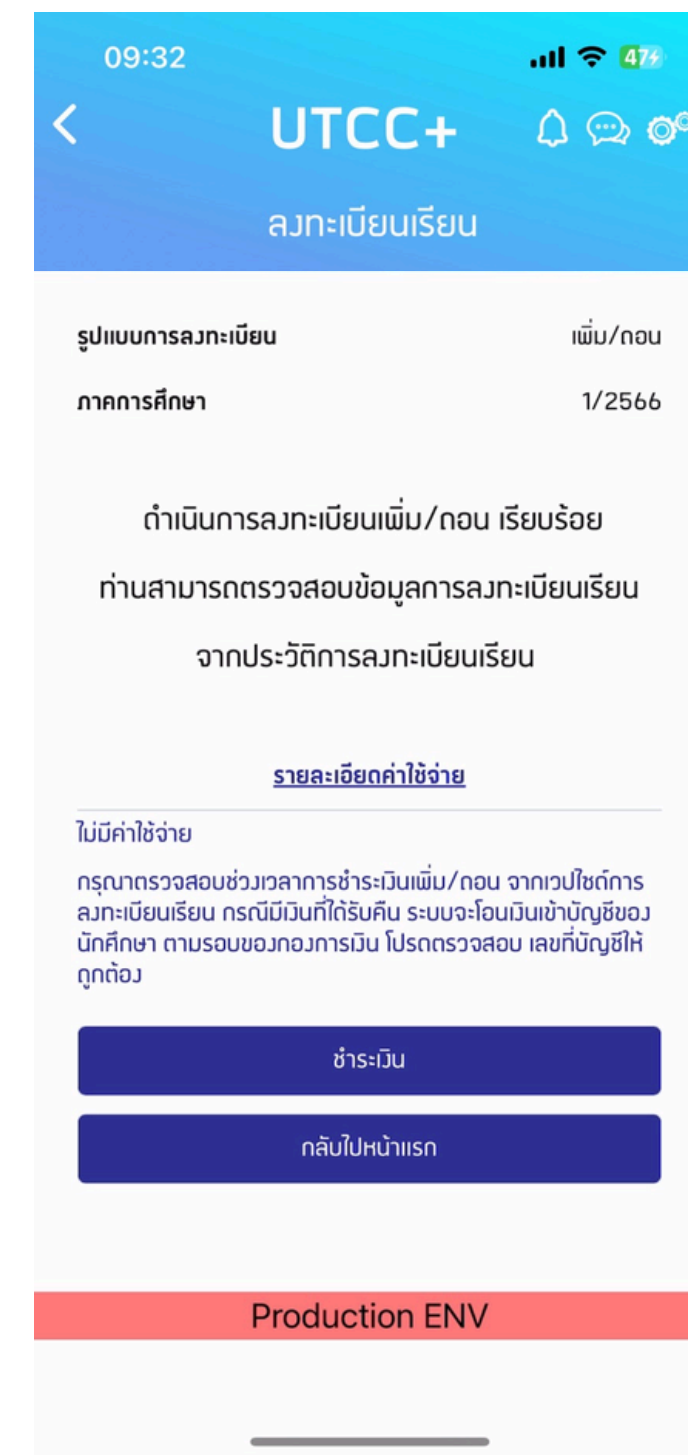 09:32
47
UTCC+
ลงทะเบียนเรียน
รูปแบบการลงทะเบียน เพิ่ม/ถอน
ภาคการศึกษา 1/2566
ดำเนินการลงทะเบียนเพิ่ม/ถอน เรียบร้อย
ท่านสามารถตรวจสอบข้อมูลการลงทะเบียนเรียน
จากประวัติการลงทะเบียนเรียน
รายละเอียดค่าใช้จ่าย
ไม่มีค่าใช้จ่าย
กรุณาตรวจสอบช่วงเวลาการชำระเงินเพิ่ม/ถอน จากเวปไซต์การ
ลงทะเบียนเรียน กรณีมีเงินที่ได้รับคืน ระบบจะโอนเงินเข้าบัญชีของ
นักศึกษา ตามรอบของกองการเงิน โปรดตรวจสอบ เลขที่บัญชีให้
ถูกต้อง
ชำระเงิน
กลับไปหน้าแรก
Production ENV